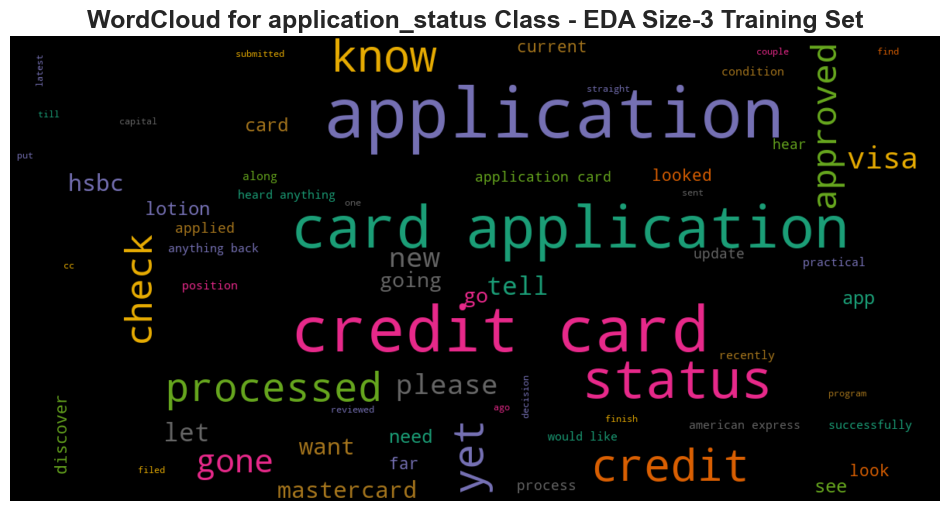 WordCloud for application_status Class - EDA Size-3 Training Set
submitted
know
current
couple
find
latest
straight
condition
application
approved
till
capital
card
hear
visa
put
hsbc
along
heard anything
application card
looked
sent
lotion
one
applied
card application
anything back
check
new
update
practical
cc
position
going
go
tell
app
credit card
recently
processed
please
status
decision
program
discover
reviewed
ago
finish
let
want
need
would like
american express
successfully
yet
gone
filed
far
credit
look
mastercard
process
see